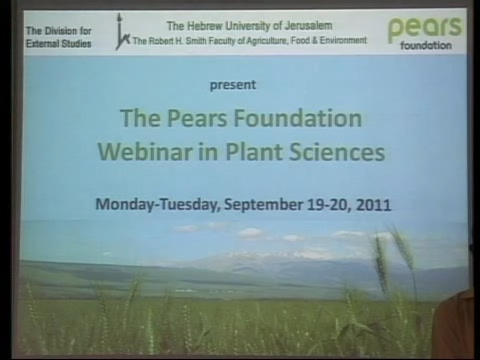 The Division for
External Studies
The Hebrew University of Jerusalem
The Robert H. Smith Faculty of Agriculture, Food & Environment
pears
foundation
present
The Pears Foundation
Webinar in Plant Sciences
Monday-Tuesday, September 19-20, 2011